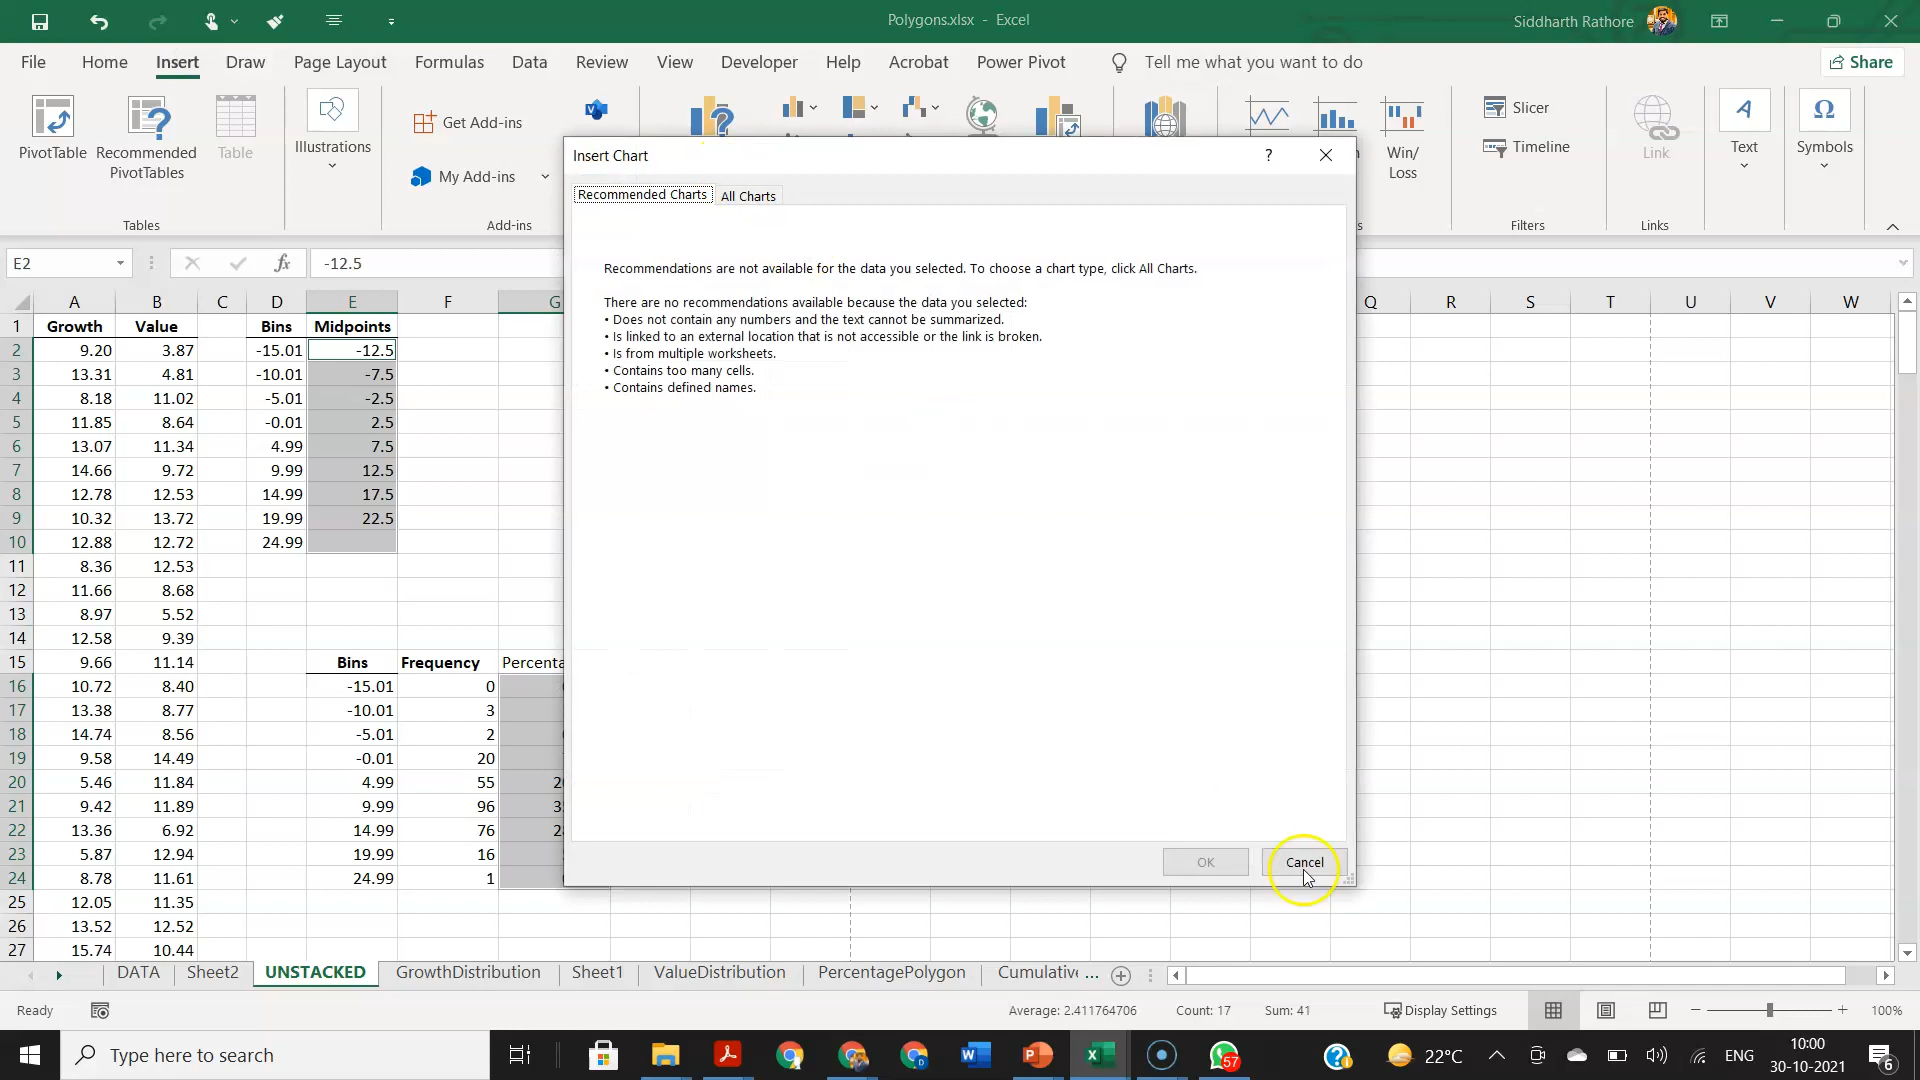 Polygons.xlsx - Excel
Siddharth Rathore
File Home Insert Draw Page Layout Formulas Data Review View Developer Help Acrobat Power Pivot Tell me what you want to do Share
PivotTable Recommended PivotTables Table
Tables
Illustrations
Get Add-ins
My Add-ins
Add-ins
Win/
Loss
Slicer
Timeline
Filters
Link
Links
Text
Symbols
E2 fx -12.5
Insert Chart ?
Recommended Charts All Charts
Recommendations are not available for the data you selected. To choose a chart type, click All Charts.
There are no recommendations available because the data you selected:
• Does not contain any numbers and the text cannot be summarized.
• Is linked to an external location that is not accessible or the link is broken.
• Is from multiple worksheets.
• Contains too many cells.
• Contains defined names.
OK Cancel
A B C D E F G Q R S T U V W
1 Growth Value Bins Midpoints
2 9.20 3.87 -15.01 -12.5
3 13.31 4.81 -10.01 -7.5
4 8.18 11.02 -5.01 -2.5
5 11.85 8.64 -0.01 2.5
6 13.07 11.34 4.99 7.5
7 14.66 9.72 9.99 12.5
8 12.78 12.53 14.99 17.5
9 10.32 13.72 19.99 22.5
10 12.88 12.72 24.99
11 8.36 12.53
12 11.66 8.68
13 8.97 5.52
14 12.58 9.39
15 9.66 11.14 Bins Frequency Percenta
16 10.72 8.40 -15.01 0
17 13.38 8.77 -10.01 3
18 14.74 8.56 -5.01 2
19 9.58 14.49 -0.01 20
20 5.46 11.84 4.99 55
21 9.42 11.89 9.99 96
22 13.36 6.92 14.99 76
23 5.87 12.94 19.99 16
24 8.78 11.61 24.99 1
25 12.05 11.35
26 13.52 12.52
27 15.74 10.44
DATA Sheet2 UNSTACKED GrowthDistribution Sheet1 ValueDistribution PercentagePolygon Cumulative ...
Ready Average: 2.411764706 Count: 17 Sum: 41 Display Settings 100%
Type here to search
57
22°C ENG
10:00
30-10-2021
6